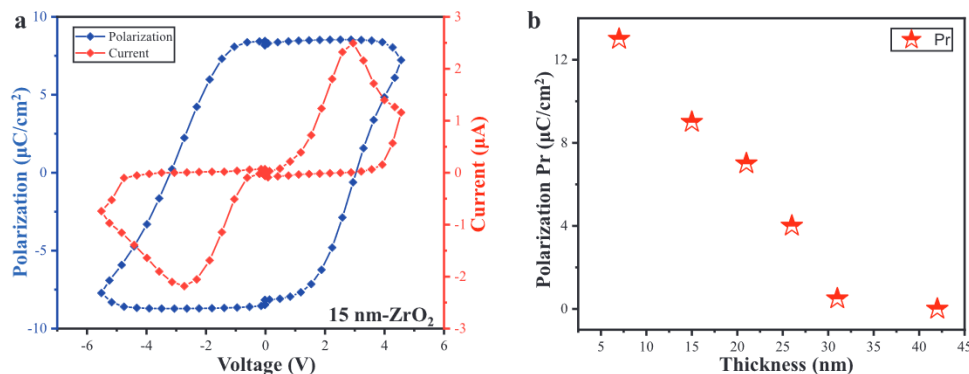 a
Polarization
Current
Polarization (μC/cm²)
10
5
0
-5
-10
3
2
1
0
-1
-2
-3
Current (μA)
15 nm-ZrO₂
-6 -4 -2 0 2 4 6
Voltage (V)
b
Pr
Polarization Pr (μC/cm²)
12
8
4
0
5 10 15 20 25 30 35 40 45
Thickness (nm)